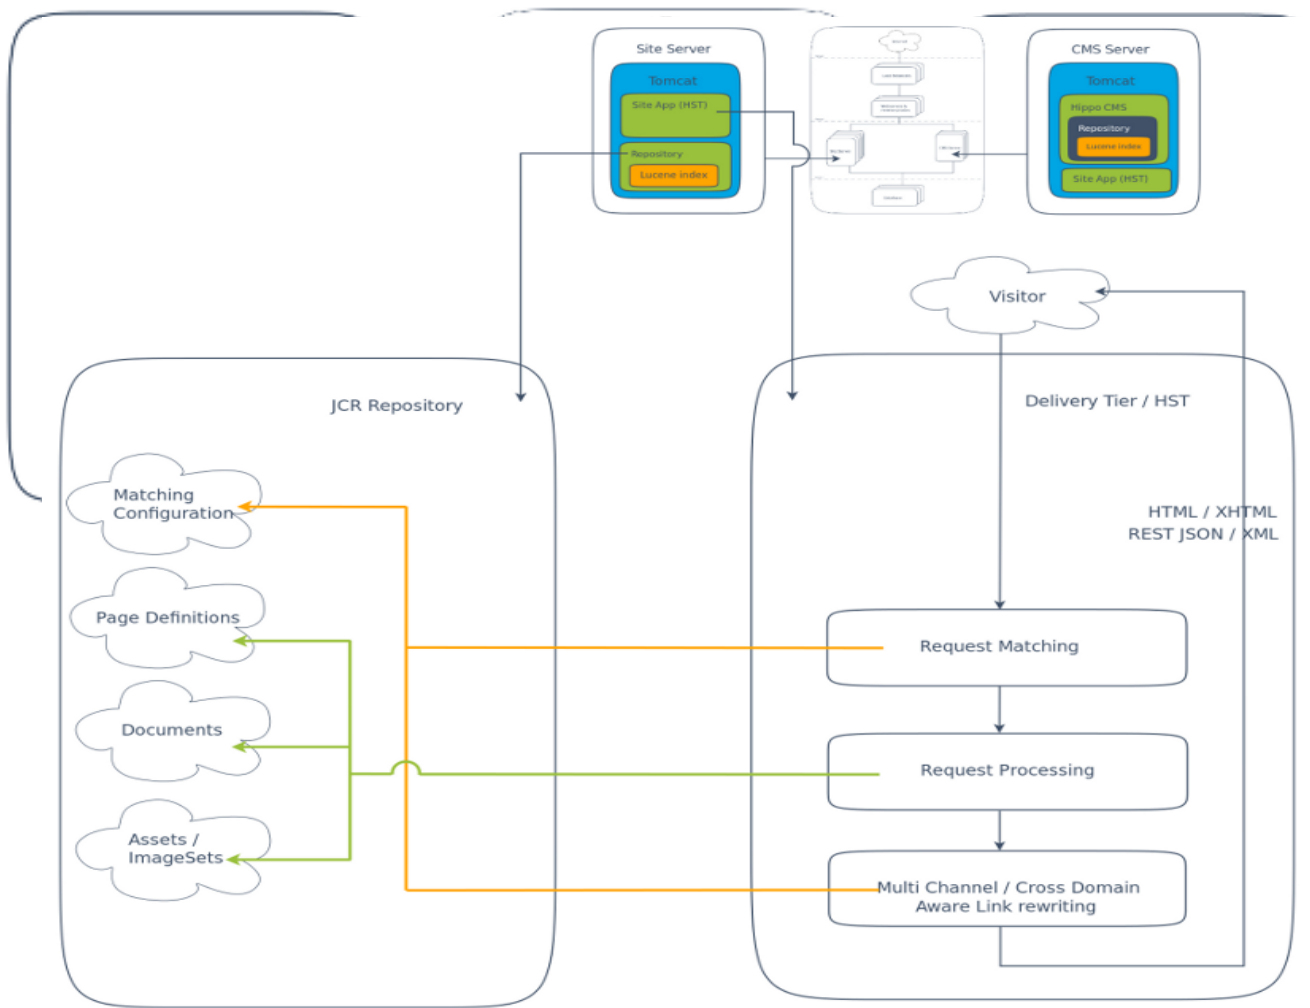 Site Server
Tomcat
Site App (HST)
Repository
Lucene index
CMS Server
Tomcat
Hippo CMS
Repository
Lucene index
Site App (HST)
Visitor
JCR Repository
Delivery Tier / HST
Matching
Configuration
HTML / XHTML
REST JSON / XML
Page Definitions
Request Matching
Documents
Request Processing
Assets /
ImageSets
Multi Channel / Cross Domain
Aware Link rewriting